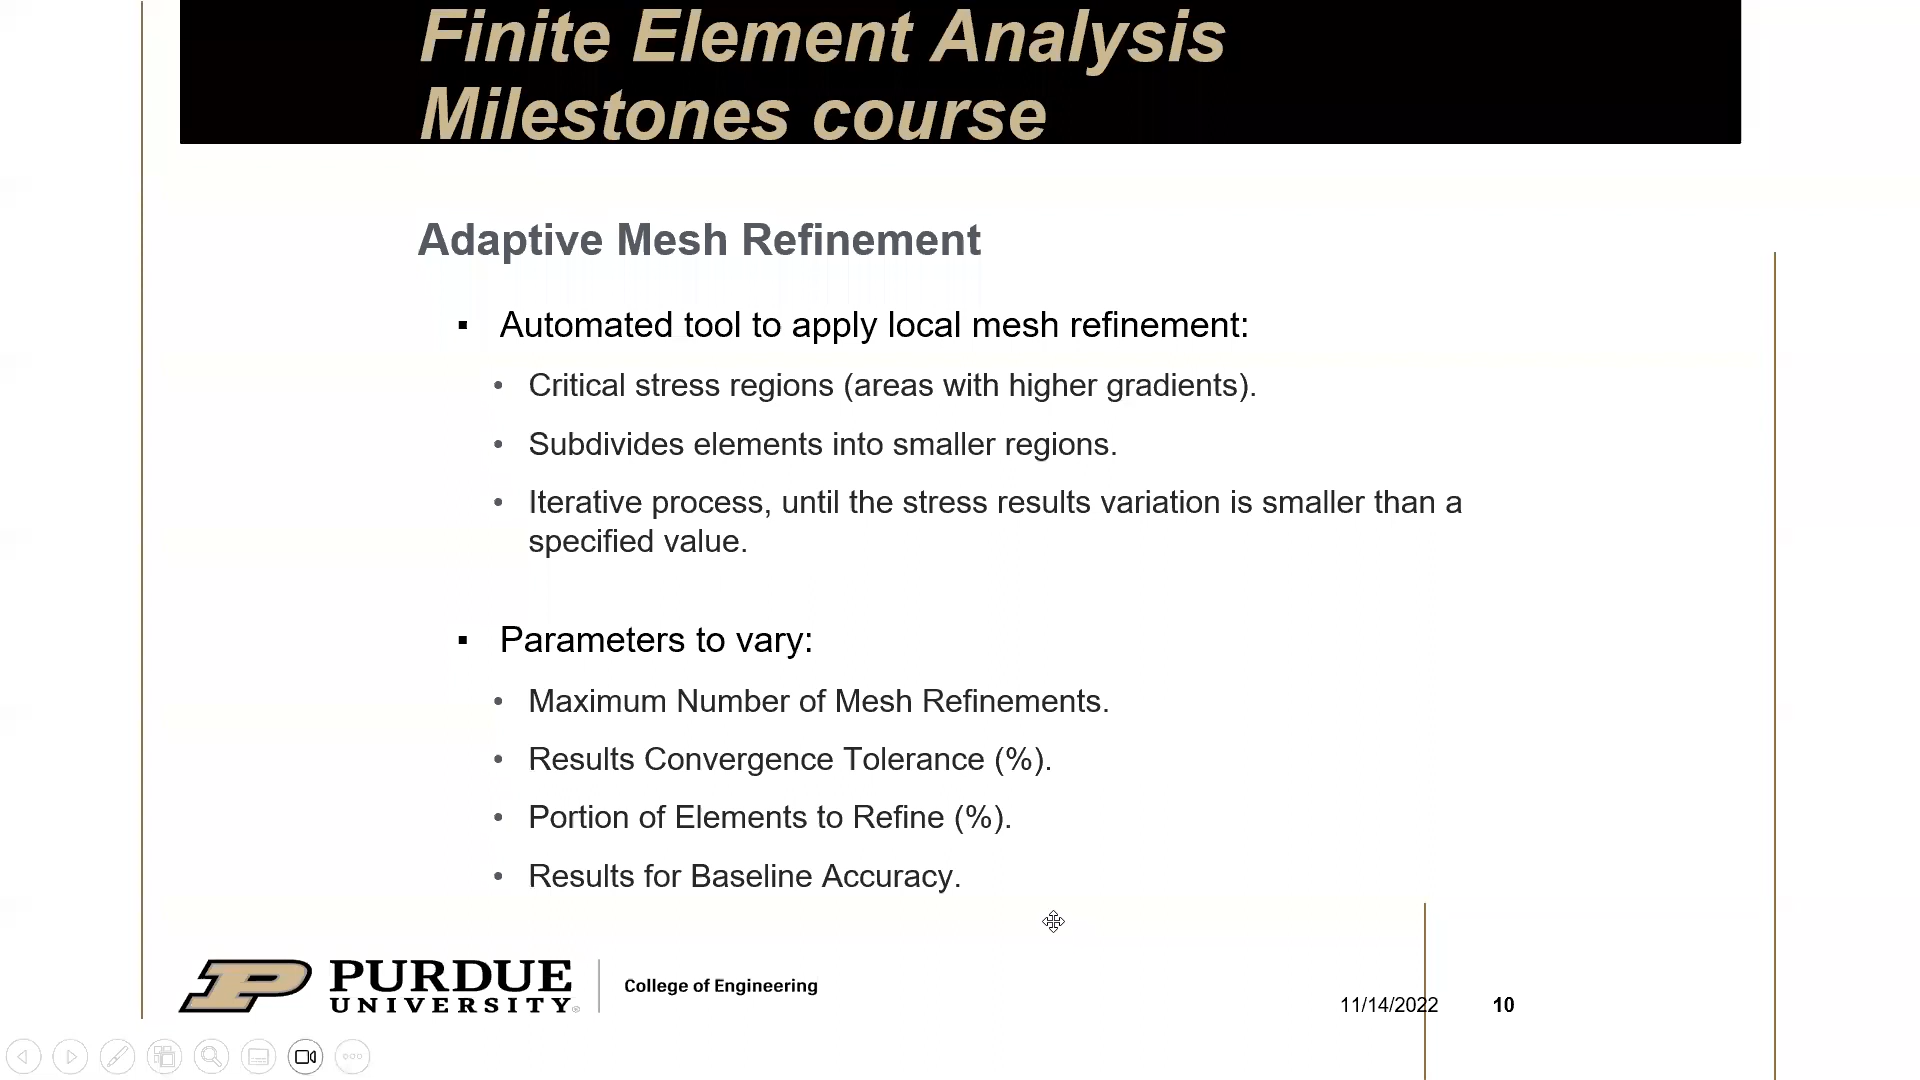 Finite Element Analysis
Milestones course
Adaptive Mesh Refinement
▪ Automated tool to apply local mesh refinement:
• Critical stress regions (areas with higher gradients).
• Subdivides elements into smaller regions.
• Iterative process, until the stress results variation is smaller than a
specified value.
▪ Parameters to vary:
• Maximum Number of Mesh Refinements.
• Results Convergence Tolerance (%).
• Portion of Elements to Refine (%).
• Results for Baseline Accuracy.
PURDUE
UNIVERSITY®
College of Engineering
11/14/2022
10